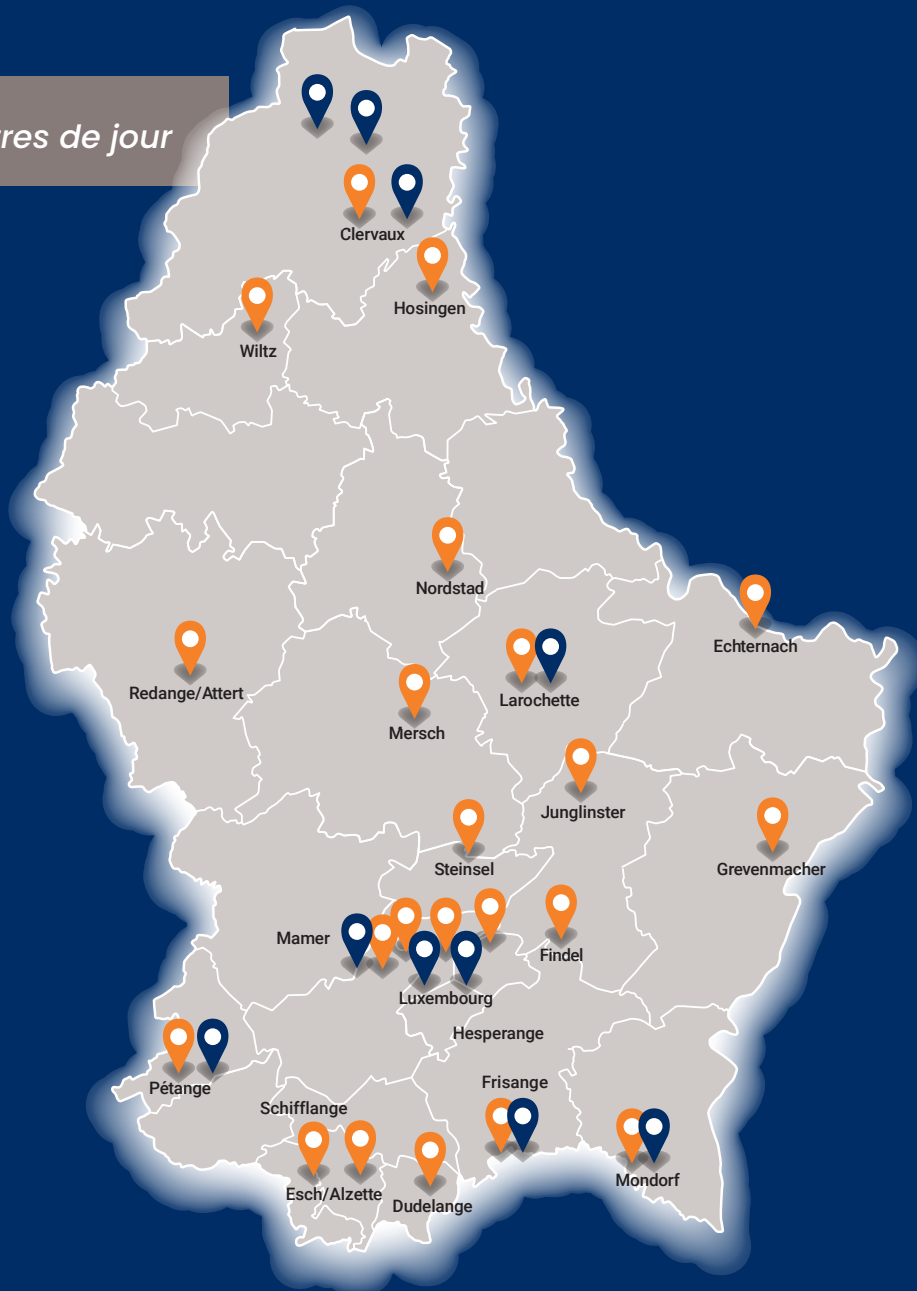 de jour
Clervaux
Hosingen
Wiltz
Nordstad
Echternach
Redange/Attert
Larochette
Mersch
Junglinster
Steinsel
Grevenmacher
Mamer
Findel
Luxembourg
Hesperange
Pétange
Frisange
Schifflange
Mondorf
Esch/Alzette
Dudelange